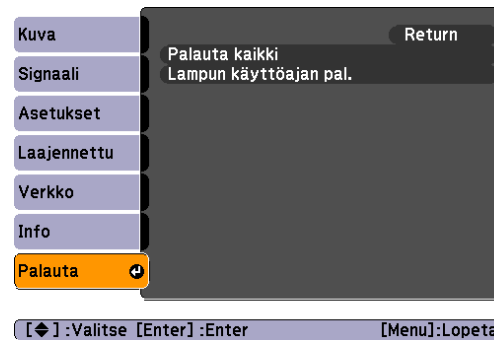 Kuva
Signaali
Asetukset
Laajennettu
Verkko
Info
Palauta
Return
Palauta kaikki
Lampun käyttöajan pal.
[◆] :Valitse [Enter] :Enter [Menu]:Lopeta